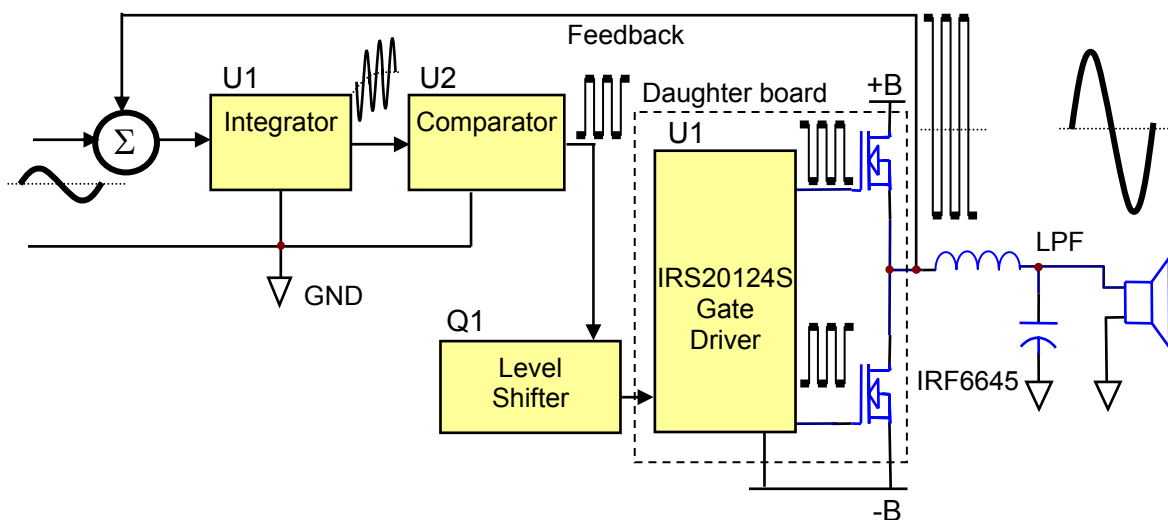 Feedback
U1
U2
+B
Daughter board
Integrator
Comparator
Σ
U1
LPF
IRS20124S
Gate
Driver
GND
Q1
Level
Shifter
IRF6645
-B